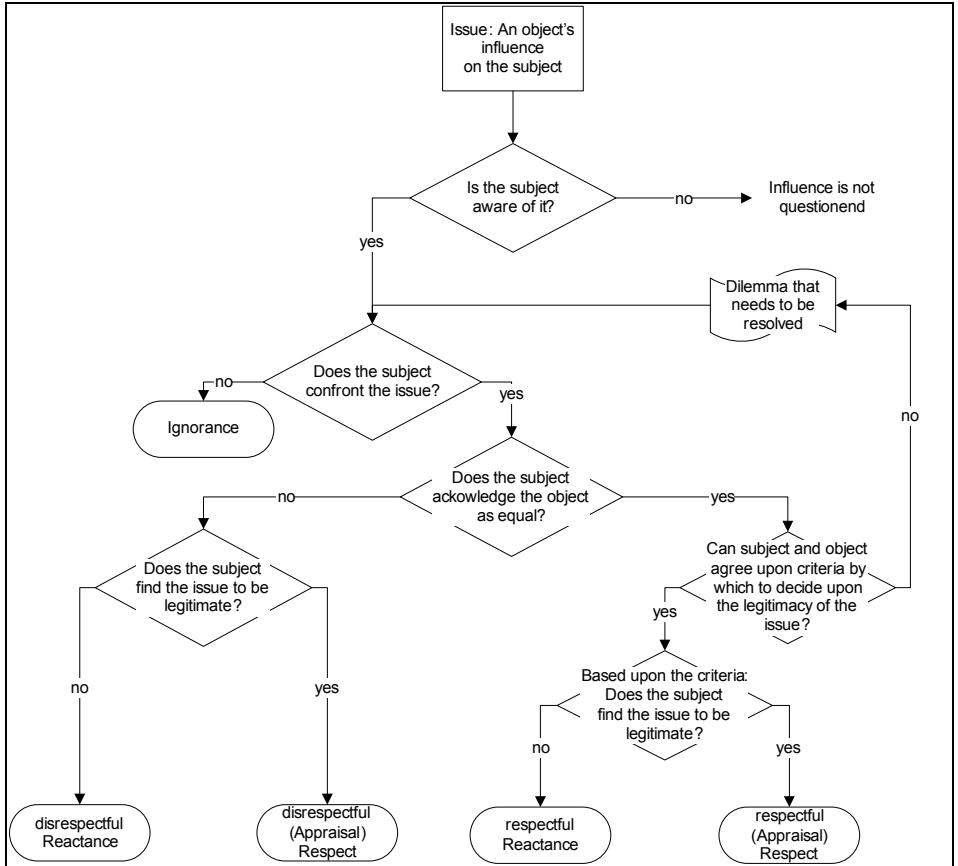 Issue: An object's
influence
on the subject
Is the subject
aware of it?
no
Influence is not
questionend
yes
Dilemma that
needs to be
resolved
Does the subject
confront the issue?
no
yes
no
Ignorance
Does the subject
ackowledge the object
as equal?
no
yes
Does the subject
find the issue to be
legitimate?
Can subject and object
agree upon criteria by
which to decide upon
the legitimacy of the
issue?
yes
no
yes
Based upon the criteria:
Does the subject
find the issue to be
legitimate?
no
yes
disrespectful
Reactance
disrespectful
(Appraisal)
Respect
respectful
Reactance
respectful
(Appraisal)
Respect